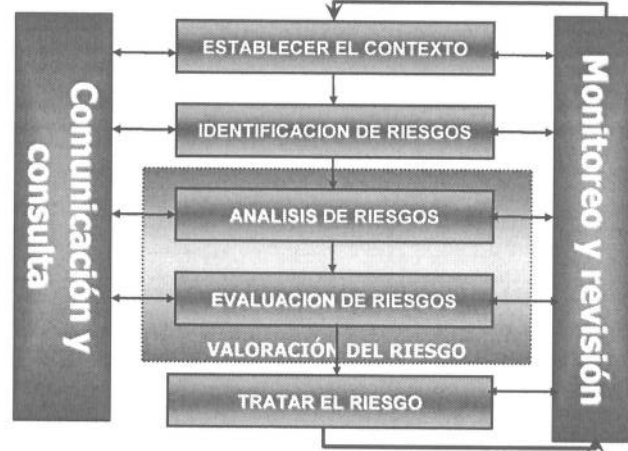 ESTABLECER EL CONTEXTO
IDENTIFICACION DE RIESGOS
ANALISIS DE RIESGOS
EVALUACION DE RIESGOS
VALORACIÓN DEL RIESGO
TRATAR EL RIESGO
Comunicación y
consulta
Monitoreo y revisión